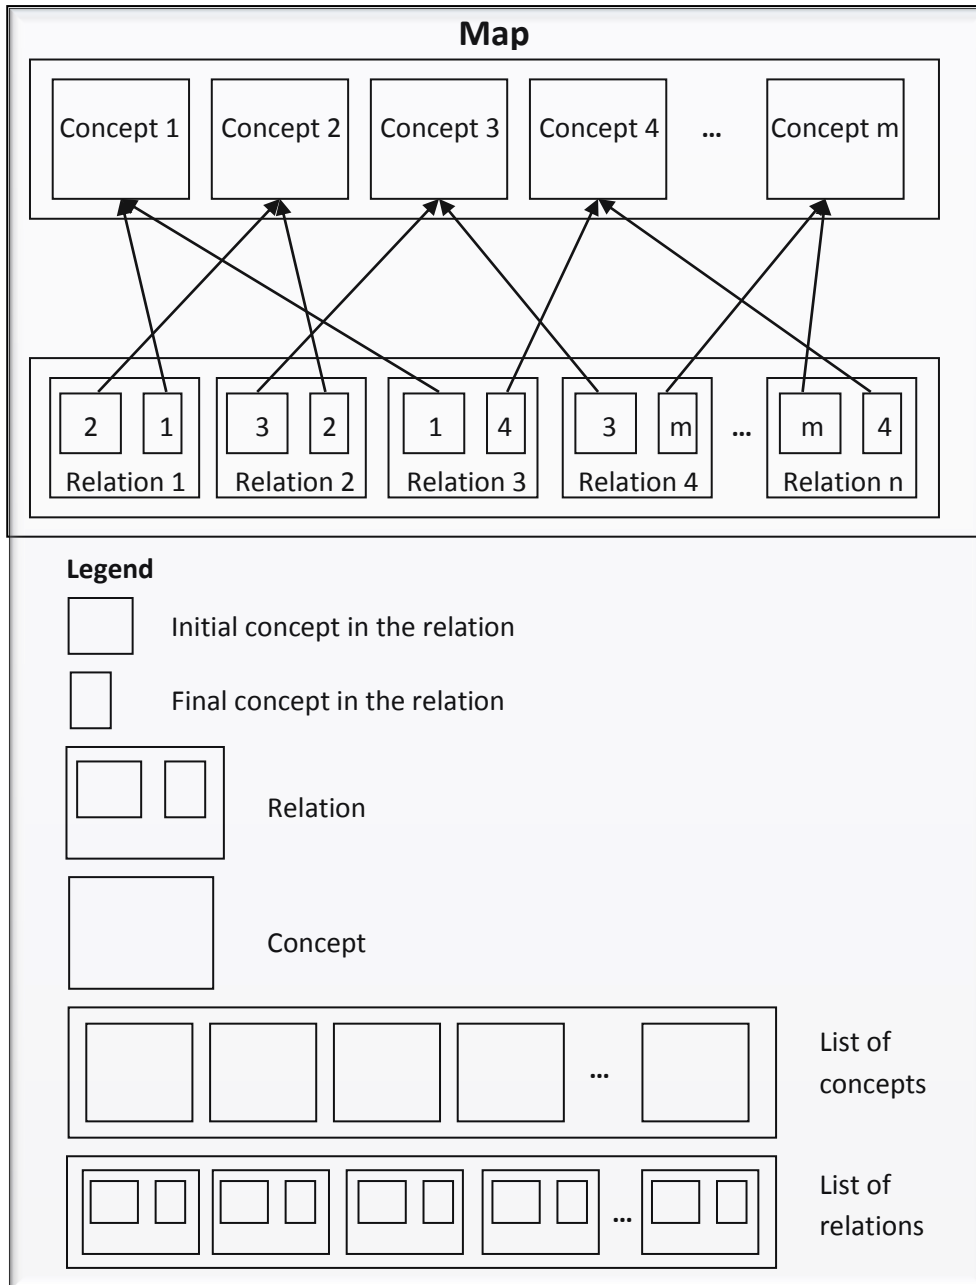 Map
Concept 1 Concept 2 Concept 3 Concept 4 ... Concept m
2 1 3 2 1 4 3 m ... m 4
Relation 1 Relation 2 Relation 3 Relation 4 Relation n
Legend
Initial concept in the relation
Final concept in the relation
Relation
Concept
List of
... concepts
List of
... relations